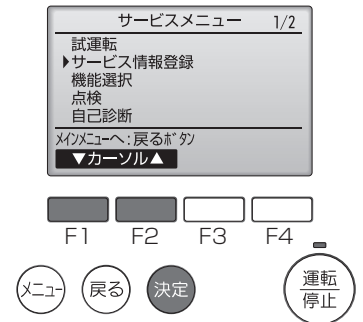 サービスメニュー 1/2
試運転
▶サービス情報登録
機能選択
点検
自己診断
ﾒｲﾝﾒﾆｭｰへ:戻るﾎﾞﾀﾝ
▼カーソル▲
F1 F2 F3 F4
メニュー 戻る 決定 運転
停止